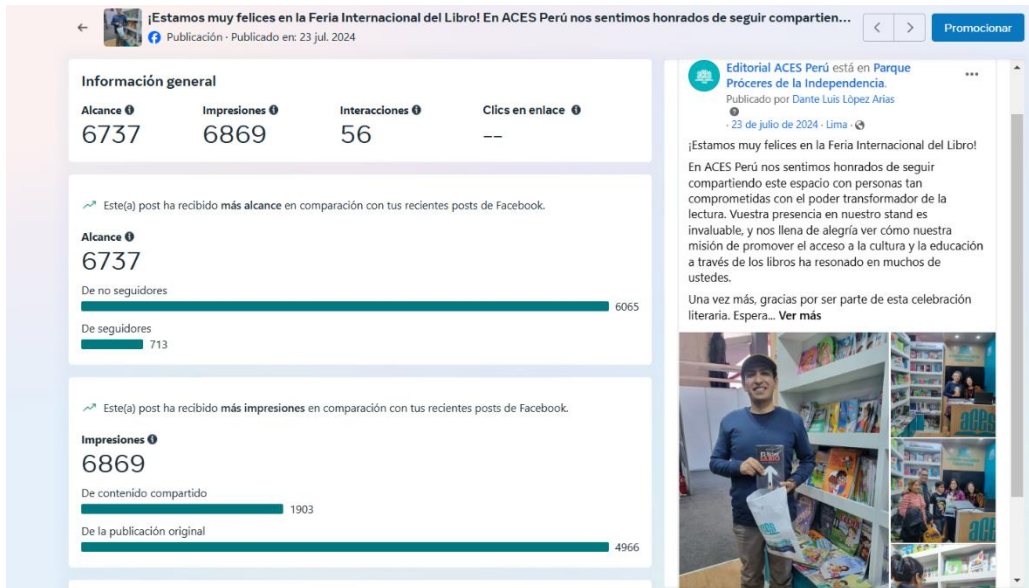 ¡Estamos muy felices en la Feria Internacional del Libro! En ACES Perú nos sentimos honrados de seguir compartien...
Publicación · Publicado en: 23 jul. 2024
Promocionar
Información general
Alcance
Impresiones
Interacciones
Clics en enlace
6737
6869
56
--
Este(a) post ha recibido más alcance en comparación con tus recientes posts de Facebook.
Alcance
6737
De no seguidores
6065
De seguidores
713
Este(a) post ha recibido más impresiones en comparación con tus recientes posts de Facebook.
Impresiones
6869
De contenido compartido
1903
De la publicación original
4966
Editorial ACES Perú está en Parque
Próceres de la Independencia.
Publicado por Dante Luis López Arias
· 23 de julio de 2024 · Lima ·
¡Estamos muy felices en la Feria Internacional del Libro!
En ACES Perú nos sentimos honrados de seguir
compartiendo este espacio con personas tan
comprometidas con el poder transformador de la
lectura. Vuestra presencia en nuestro stand es
invaluable, y nos llena de alegría ver cómo nuestra
misión de promover el acceso a la cultura y la educación
a través de los libros ha resonado en muchos de
ustedes.
Una vez más, gracias por ser parte de esta celebración
literaria. Espera... Ver más
aces